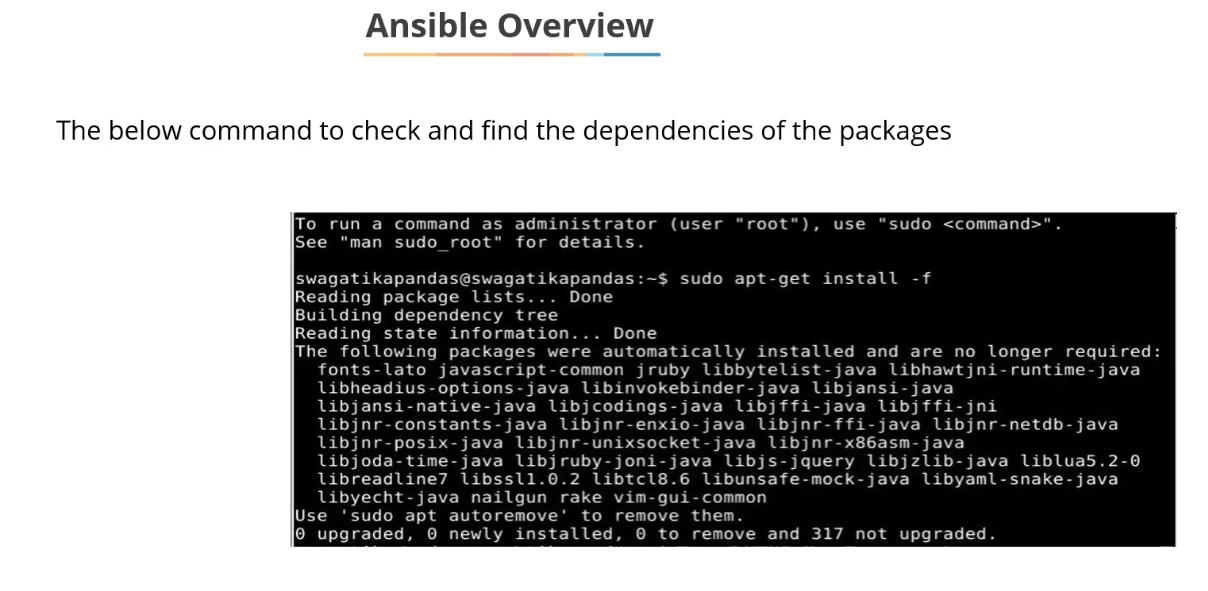 Ansible Overview
The below command to check and find the dependencies of the packages
To run a command as administrator (user "root"), use "sudo <command>".
See "man sudo_root" for details.
swagatikapandas@swagatikapandas:~$ sudo apt-get install -f
Reading package lists... Done
Building dependency tree
Reading state information... Done
The following packages were automatically installed and are no longer required:
fonts-lato javascript-common jruby libbytelist-java libhawtjni-runtime-java
libheadius-options-java libinvokebinder-java libjansi-java
libjansi-native-java libjcodings-java libjffi-java libjffi-jni
libjnr-constants-java libjnr-enxio-java libjnr-ffi-java libjnr-netdb-java
libjnr-posix-java libjnr-unixsocket-java libjnr-x86asm-java
libjoda-time-java libjruby-joni-java libjs-jquery libjzlib-java liblua5.2-0
libreadline7 libssl1.0.2 libtcl8.6 libunsafe-mock-java libyaml-snake-java
libyecht-java nailgun rake vim-gui-common
Use 'sudo apt autoremove' to remove them.
0 upgraded, 0 newly installed, 0 to remove and 317 not upgraded.